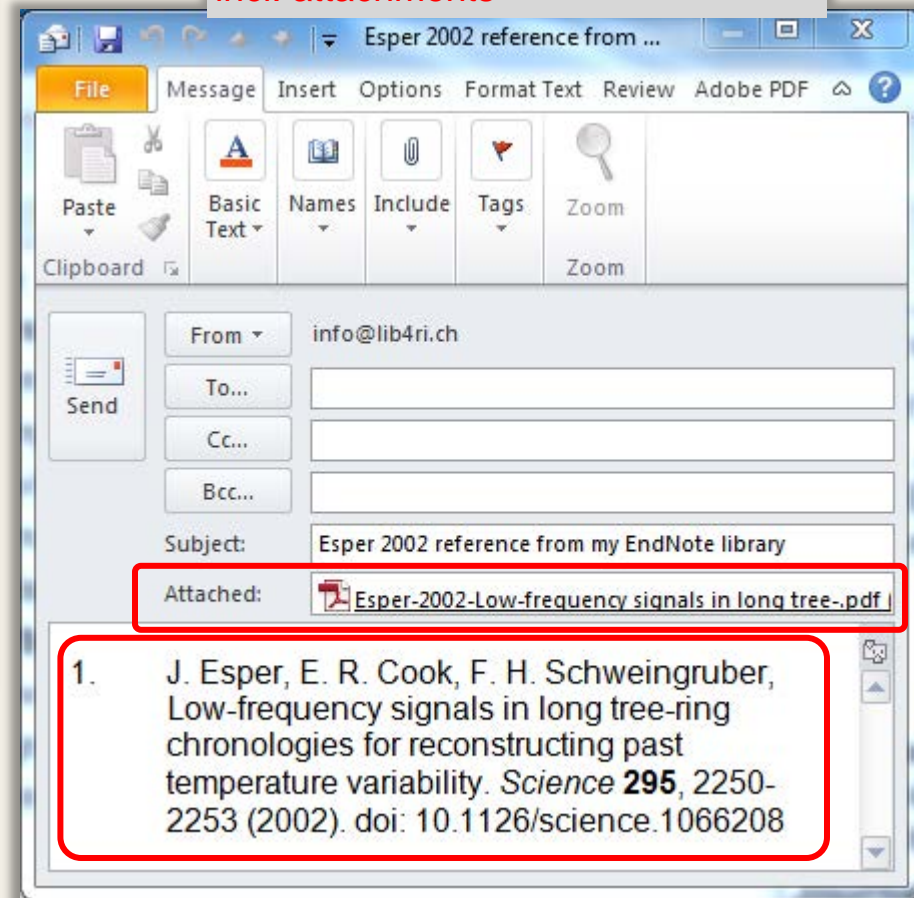 incl. attachments
Esper 2002 reference from ...
File Message Insert Options Format Text Review Adobe PDF
Paste
Basic Text
Names
Include
Tags
Zoom
Clipboard
Zoom
From info@lib4ri.ch
Send
To...
Cc...
Bcc...
Subject: Esper 2002 reference from my EndNote library
Attached: Esper-2002-Low-frequency signals in long tree-.pdf
1. J. Esper, E. R. Cook, F. H. Schweingruber,
Low-frequency signals in long tree-ring
chronologies for reconstructing past
temperature variability. Science 295, 2250-
2253 (2002). doi: 10.1126/science.1066208